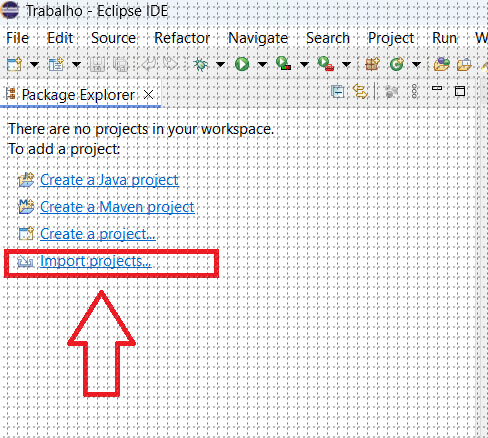 Trabalho - Eclipse IDE
File Edit Source Refactor Navigate Search Project Run W
Package Explorer
There are no projects in your workspace.
To add a project:
Create a Java project
Create a Maven project
Create a project...
Import projects...